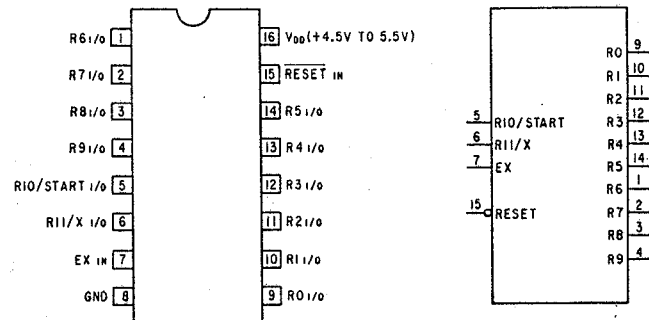 R6 I/O 1
R7 I/O 2
R8 I/O 3
R9 I/O 4
R10/START I/O 5
R11/X I/O 6
EX IN 7
GND 8
16 VDD (+4.5V TO 5.5V)
15 RESET IN
14 R5 I/O
13 R4 I/O
12 R3 I/O
11 R2 I/O
10 R1 I/O
9 R0 I/O
5 R10/START
6 R11/X
7 EX
15 RESET
R0 9
R1 10
R2 11
R3 12
R4 13
R5 14
R6 1
R7 2
R8 3
R9 4